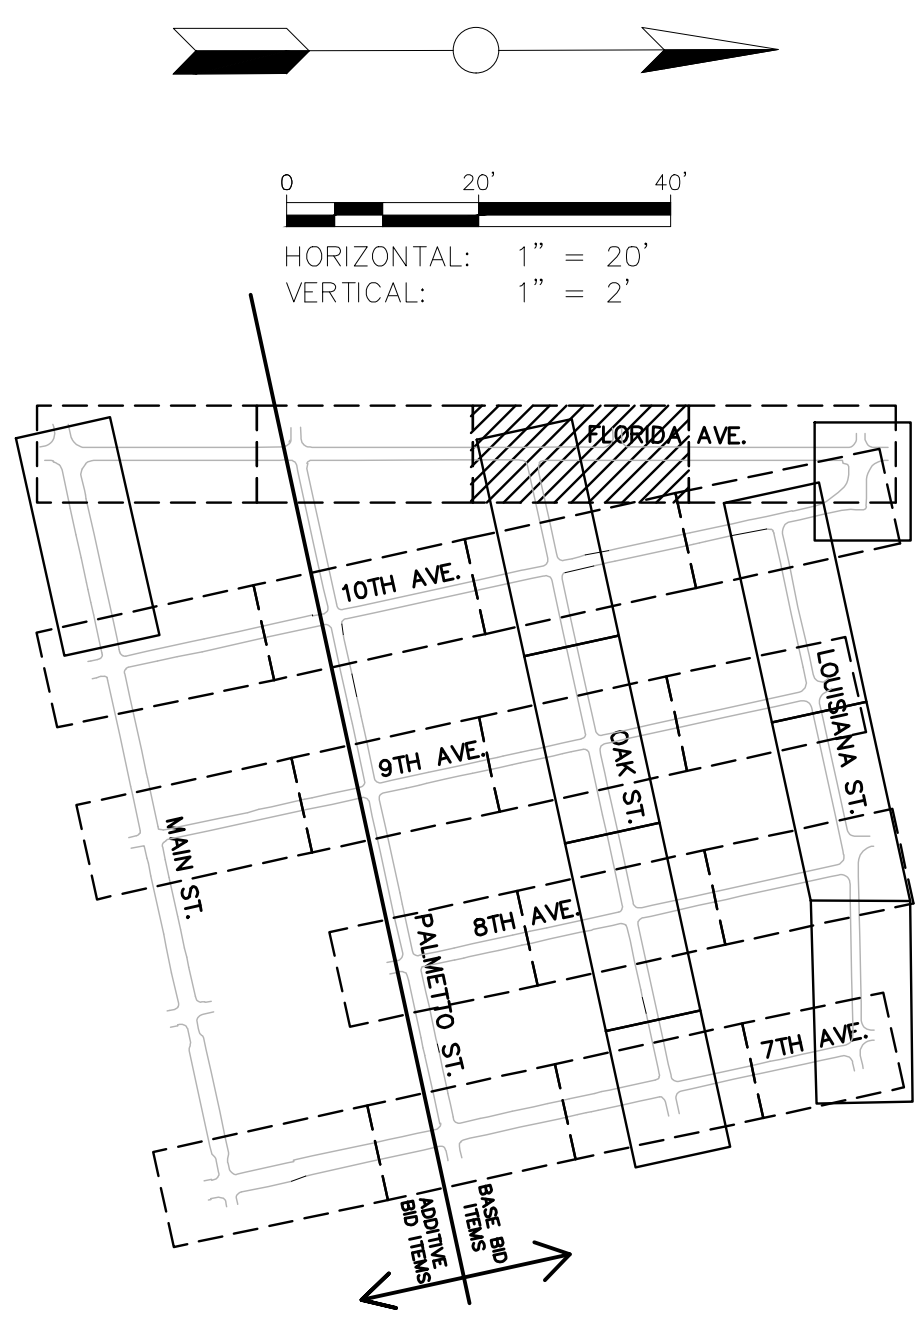 0 20' 40'
HORIZONTAL: 1" = 20'
VERTICAL: 1" = 2'
FLORIDA AVE.
10TH AVE.
LOUISIANA ST.
OAK ST.
9TH AVE.
MAIN ST.
8TH AVE.
PALMETTO ST.
7TH AVE.
ADDITIVE
BID ITEMS
BASE BID
ITEMS